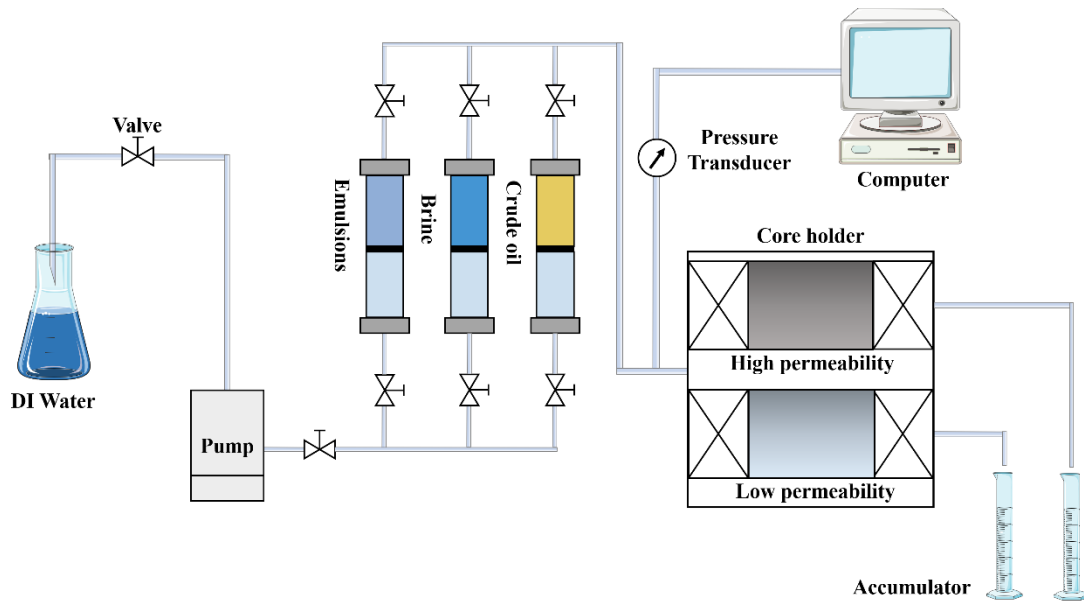 Valve
DI Water
Pump
Emulsions
Brine
Crude oil
Pressure
Transducer
Computer
Core holder
High permeability
Low permeability
Accumulator